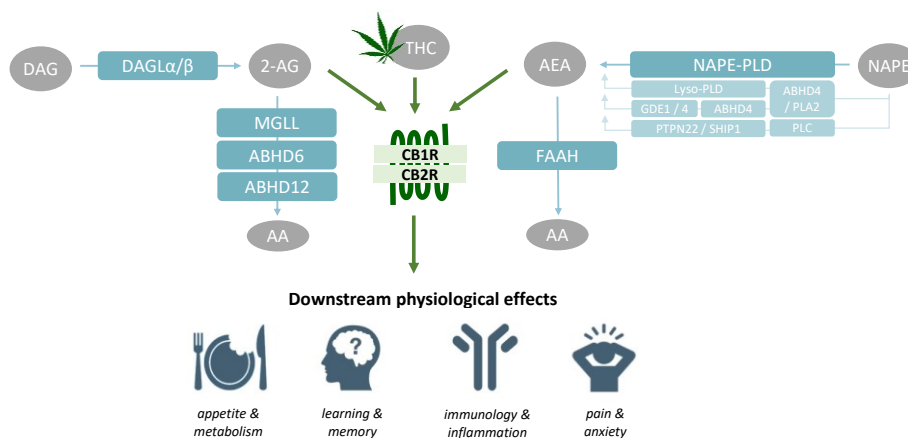 DAG
DAGLα/β
2-AG
THC
AEA
NAPE-PLD
NAPE
Lyso-PLD
ABHD4
/ PLA2
GDE1 / 4
ABHD4
PTPN22 / SHIP1
PLC
MGLL
ABHD6
ABHD12
AA
CB1R
CB2R
FAAH
AA
Downstream physiological effects
?
appetite &
metabolism
learning &
memory
immunology &
inflammation
pain &
anxiety